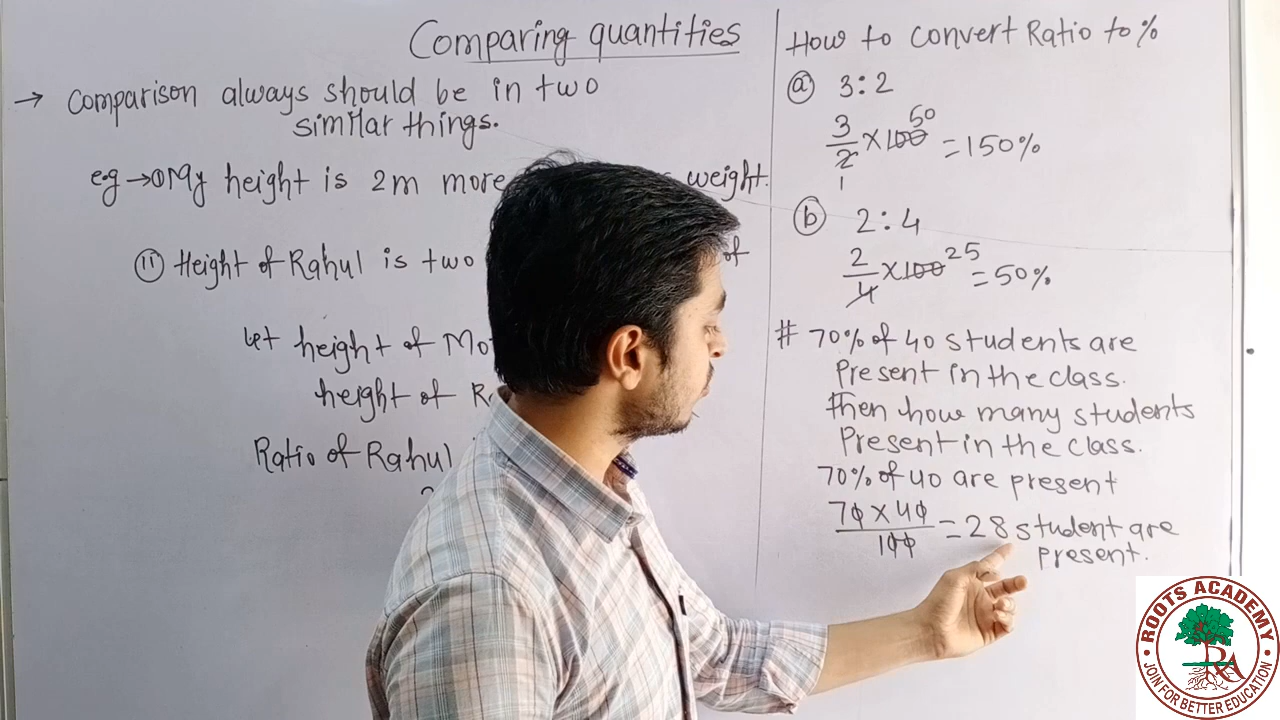 Comparing quantities
→ Comparison always should be in two
similar things.
e.g → ① My height is 2m more weight.
⑪ Height of Rahul is two of
Let height of
height of
Ratio of Rahul
How to convert Ratio to %
ⓐ 3:2
3/2 × 100 50 = 150%
1
ⓑ 2:4
2/4 × 100 25 = 50%
# 70% of 40 students are
Present in the class.
Then how many students
Present in the class.
70% of 40 are present
70 × 40 / 100 = 28 student are
present.
ROOTS ACADEMY
RA
• JOIN FOR BETTER EDUCATION •